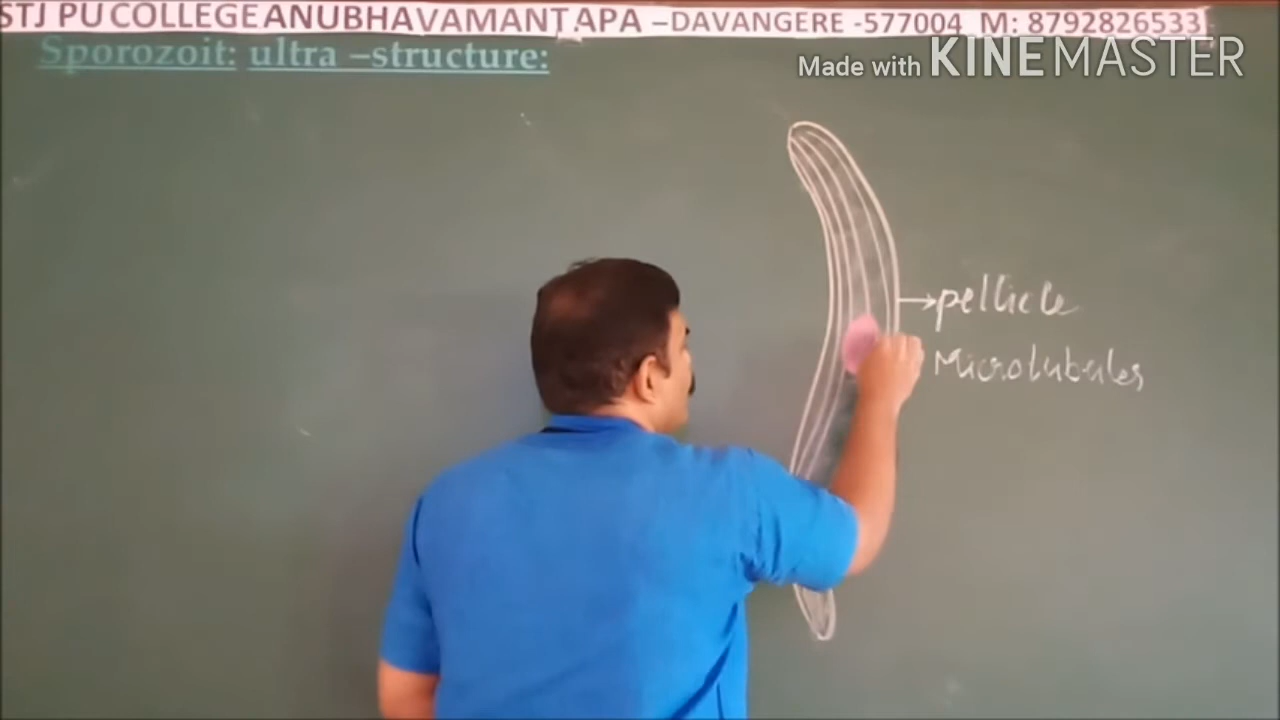 STJ PU COLLEGE ANUBHAVAMANTAPA –DAVANGERE -577004 M: 8792826533
Sporozoit: ultra –structure:
Made with KINEMASTER
pellicle
Microtubules